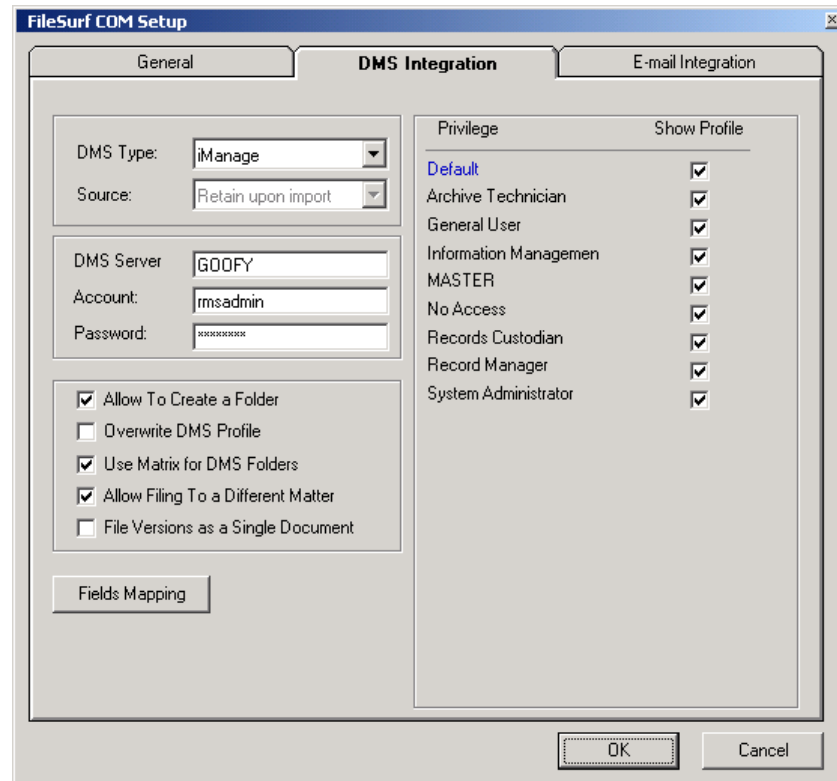 FileSurf COM Setup
General
DMS Integration
E-mail Integration
DMS Type:
iManage
Source:
Retain upon import
DMS Server
GOOFY
Account:
rmsadmin
Password:
********
Allow To Create a Folder
Overwrite DMS Profile
Use Matrix for DMS Folders
Allow Filing To a Different Matter
File Versions as a Single Document
Fields Mapping
Privilege Show Profile
Default
Archive Technician
General User
Information Managemen
MASTER
No Access
Records Custodian
Record Manager
System Administrator
OK
Cancel